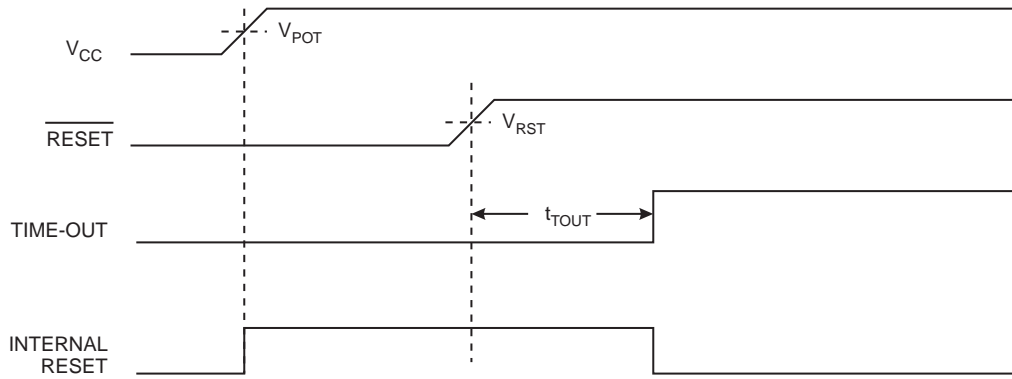 V_CC
V_POT
RESET
V_RST
t_TOUT
TIME-OUT
INTERNAL
RESET